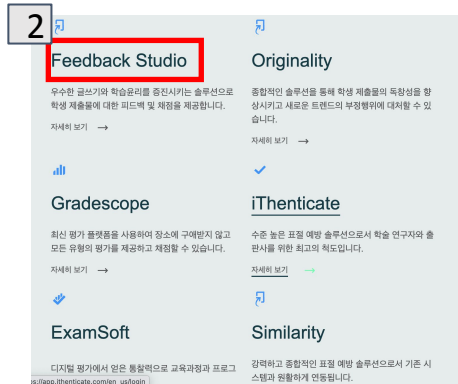 2
Feedback Studio
우수한 글쓰기와 학습윤리를 증진시키는 솔루션으로
학생 제출물에 대한 피드백 및 채점을 제공합니다.
자세히 보기 →
Originality
종합적인 솔루션을 통해 학생 제출물의 독창성을 향
상시키고 새로운 트렌드의 부정행위에 대처할 수 있
습니다.
자세히 보기 →
Gradescope
최신 평가 플랫폼을 사용하여 장소에 구애받지 않고
모든 유형의 평가를 제공하고 채점할 수 있습니다.
자세히 보기 →
iThenticate
수준 높은 표절 예방 솔루션으로서 학술 연구자와 출
판사를 위한 최고의 척도입니다.
자세히 보기 →
ExamSoft
디지털 평가에서 얻은 통찰력으로 교육과정과 프로그
Similarity
강력하고 종합적인 표절 예방 솔루션으로서 기존 시
스템과 원활하게 연동됩니다.
s://app.ithenticate.com/en_us/login